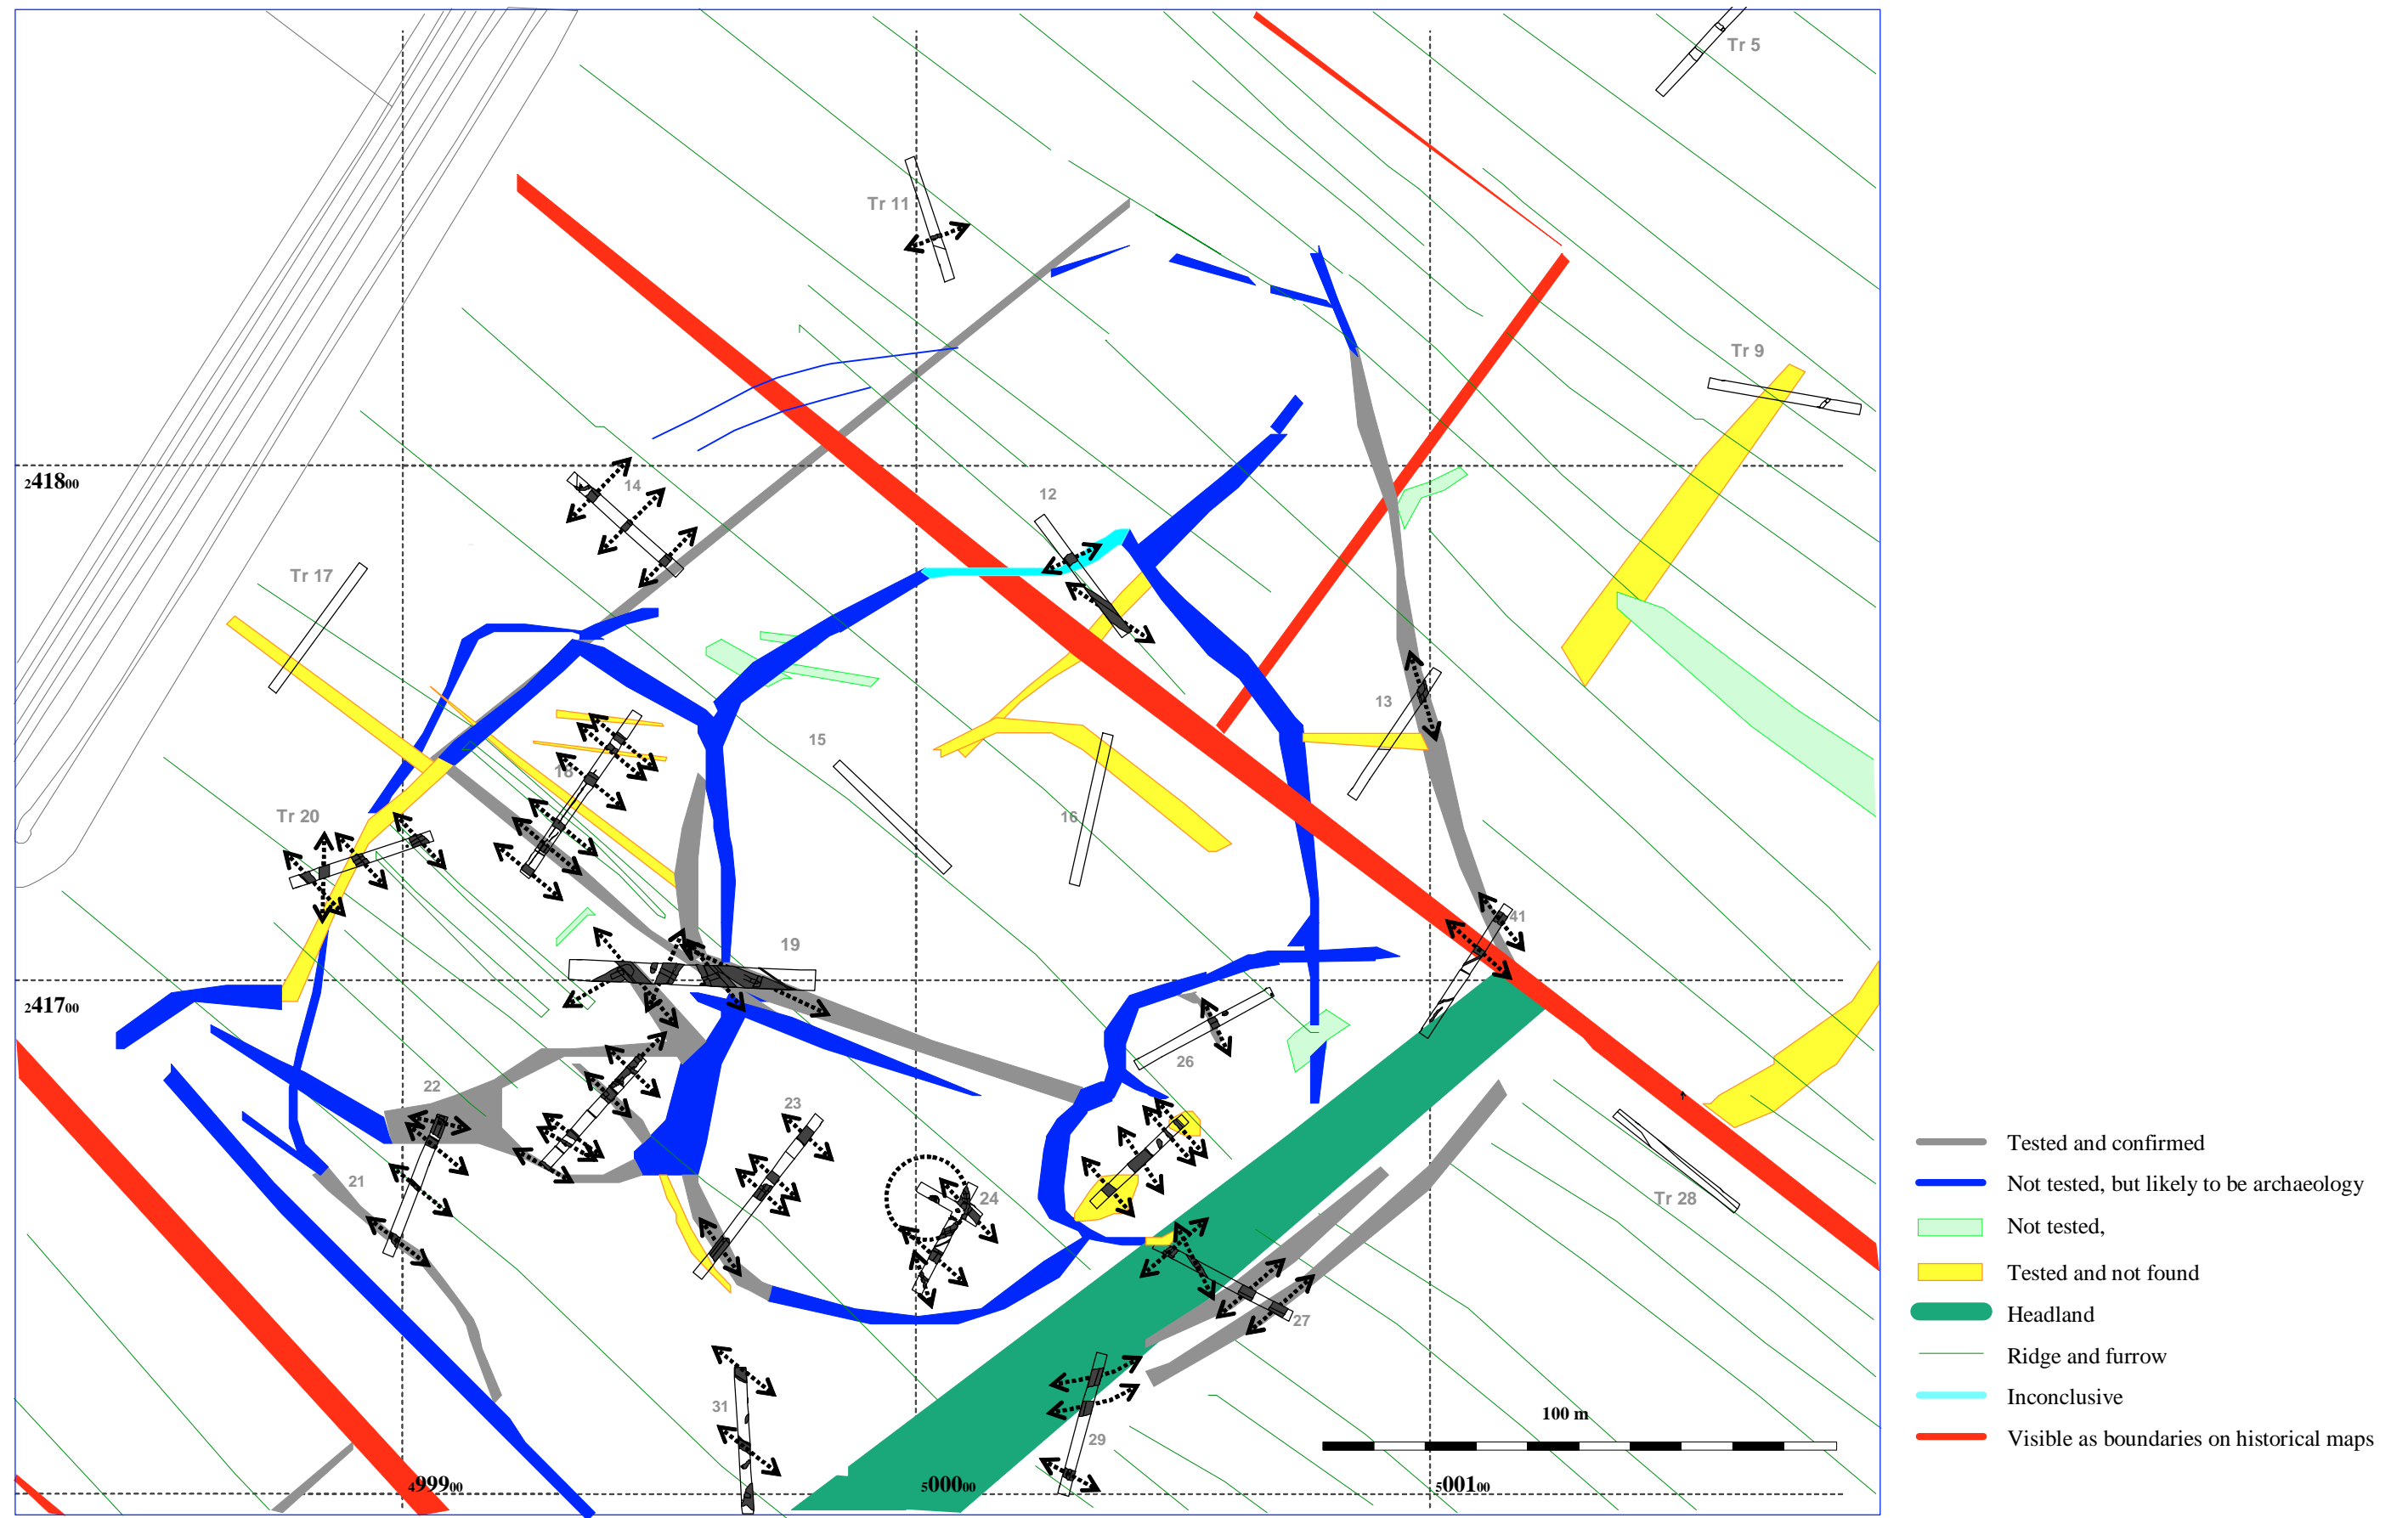 Tr 5
Tr 11
Tr 9
241800
14
12
Tr 17
13
15
18
16
Tr 20
19
41
241700
22
26
23
21
24
Tr 28
27
31
29
100 m
499900
500000
500100
Tested and confirmed
Not tested, but likely to be archaeology
Not tested,
Tested and not found
Headland
Ridge and furrow
Inconclusive
Visible as boundaries on historical maps